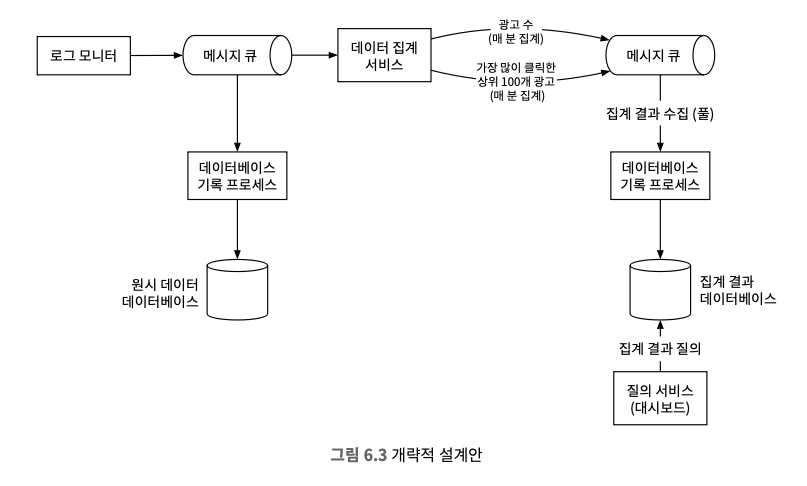 로그 모니터
메시지 큐
데이터 집계
서비스
광고 수
(매 분 집계)
가장 많이 클릭한
상위 100개 광고
(매 분 집계)
메시지 큐
집계 결과 수집 (풀)
데이터베이스
기록 프로세스
데이터베이스
기록 프로세스
원시 데이터
데이터베이스
집계 결과
데이터베이스
집계 결과 질의
질의 서비스
(대시보드)
그림 6.3 개략적 설계안